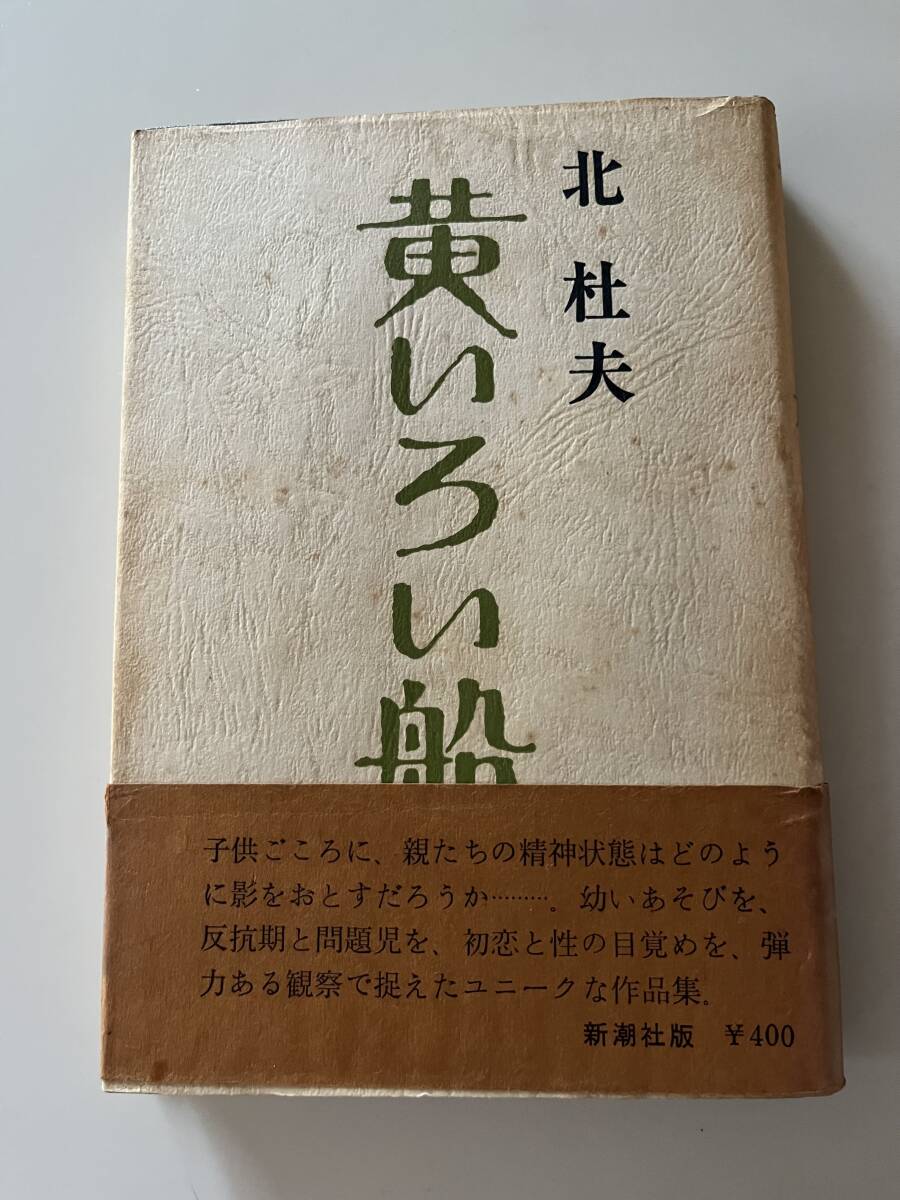 北 杜夫
黄いろい船
子供ごころに、親たちの精神状態はどのよう
に影をおとすだろうか………。幼いあそびを、
反抗期と問題児を、初恋と性の目覚めを、弾
力ある観察で捉えたユニークな作品集。
新潮社版 ¥400